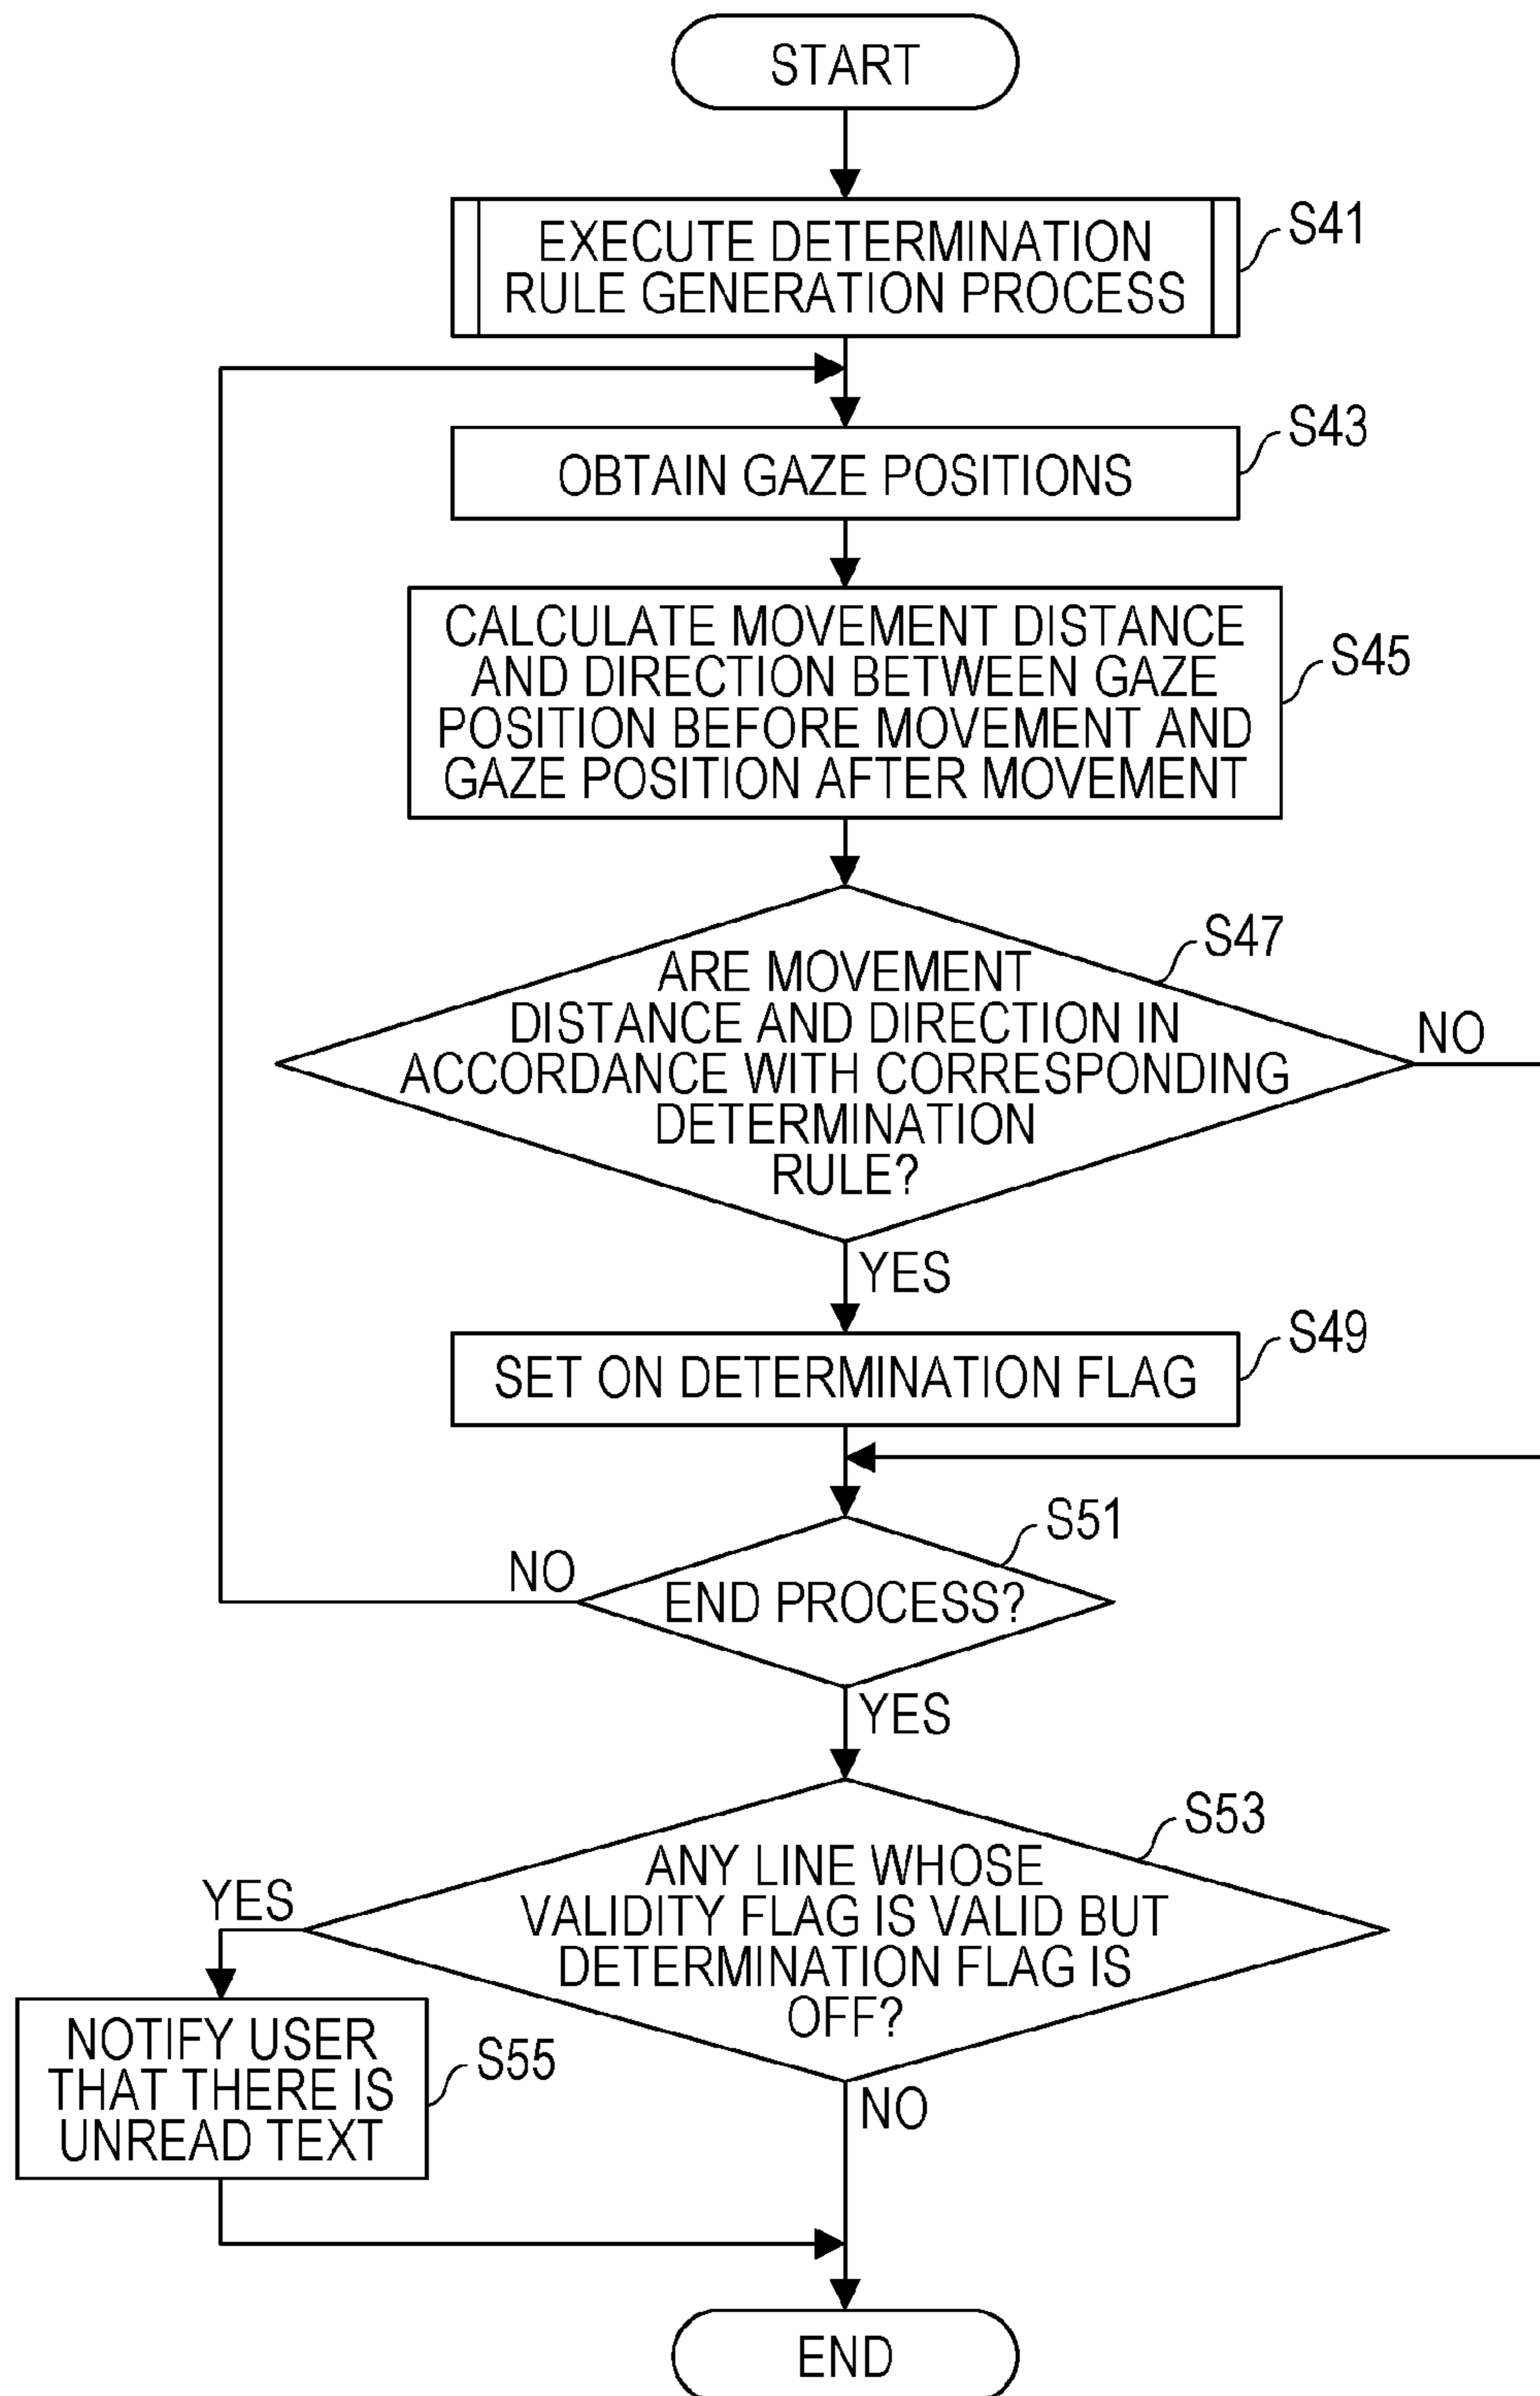 START
EXECUTE DETERMINATION
RULE GENERATION PROCESS
S41
OBTAIN GAZE POSITIONS
S43
CALCULATE MOVEMENT DISTANCE
AND DIRECTION BETWEEN GAZE
POSITION BEFORE MOVEMENT AND
GAZE POSITION AFTER MOVEMENT
S45
ARE MOVEMENT
DISTANCE AND DIRECTION IN
ACCORDANCE WITH CORRESPONDING
DETERMINATION
RULE?
S47
NO
YES
SET ON DETERMINATION FLAG
S49
END PROCESS?
S51
NO
YES
ANY LINE WHOSE
VALIDITY FLAG IS VALID BUT
DETERMINATION FLAG IS
OFF?
S53
YES
NOTIFY USER
THAT THERE IS
UNREAD TEXT
S55
NO
END